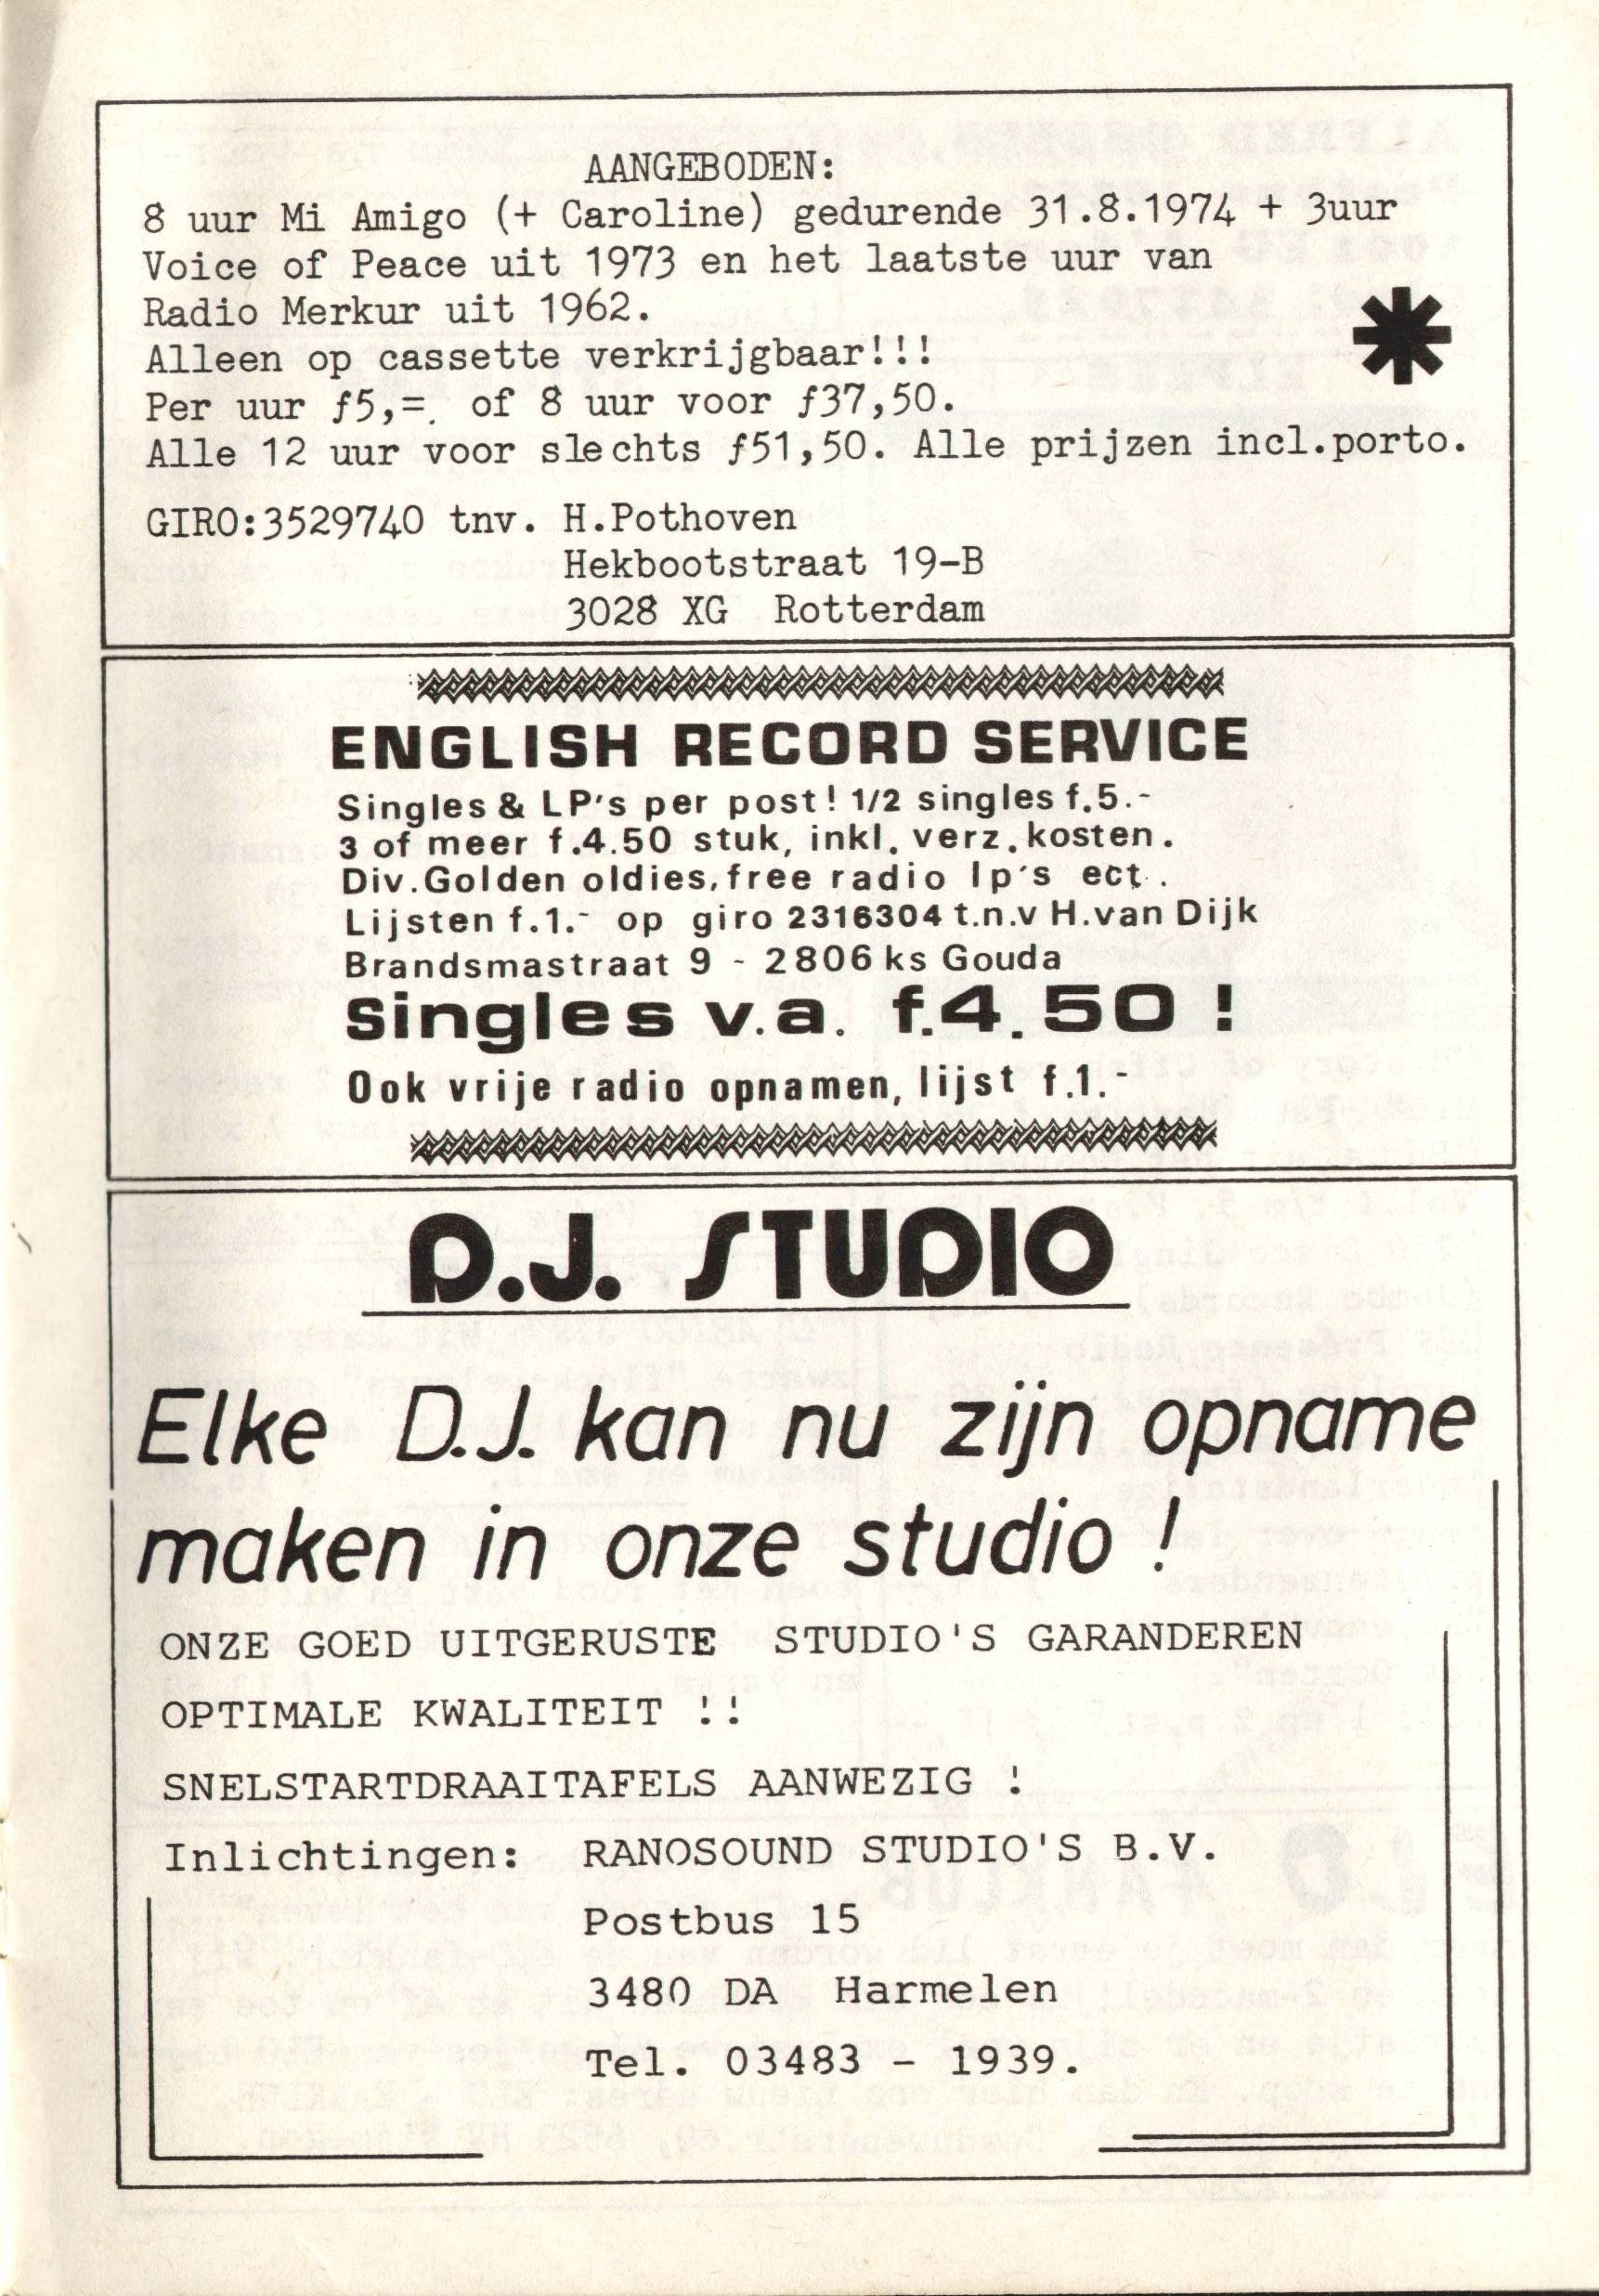 AANGEBODEN:
8 uur Mi Amigo (+ Caroline) gedurende 31.8.1974 + 3uur
Voice of Peace uit 1973 en het laatste uur van
Radio Merkur uit 1962.
Alleen op cassette verkrijgbaar!!!
Per uur ƒ5,=. of 8 uur voor ƒ37,50.
Alle 12 uur voor slechts ƒ51,50. Alle prijzen incl.porto.
GIRO:3529740 tnv. H.Pothoven
Hekbootstraat 19-B
3028 XG Rotterdam
ENGLISH RECORD SERVICE
Singles & LP's per post! 1/2 singles f.5.-
3 of meer f.4.50 stuk, inkl. verz. kosten.
Div.Golden oldies,free radio lp's ect.
Lijsten f.1.- op giro 2316304 t.n.v H.van Dijk
Brandsmastraat 9 - 2806 ks Gouda
Singles v.a. f.4.50 !
Ook vrije radio opnamen, lijst f.1.-
D.J. STUDIO
Elke D.J. kan nu zijn opname
maken in onze studio !
ONZE GOED UITGERUSTE STUDIO'S GARANDEREN
OPTIMALE KWALITEIT !!
SNELSTARTDRAAITAFELS AANWEZIG !
Inlichtingen: RANOSOUND STUDIO'S B.V.
Postbus 15
3480 DA Harmelen
Tel. 03483 - 1939.